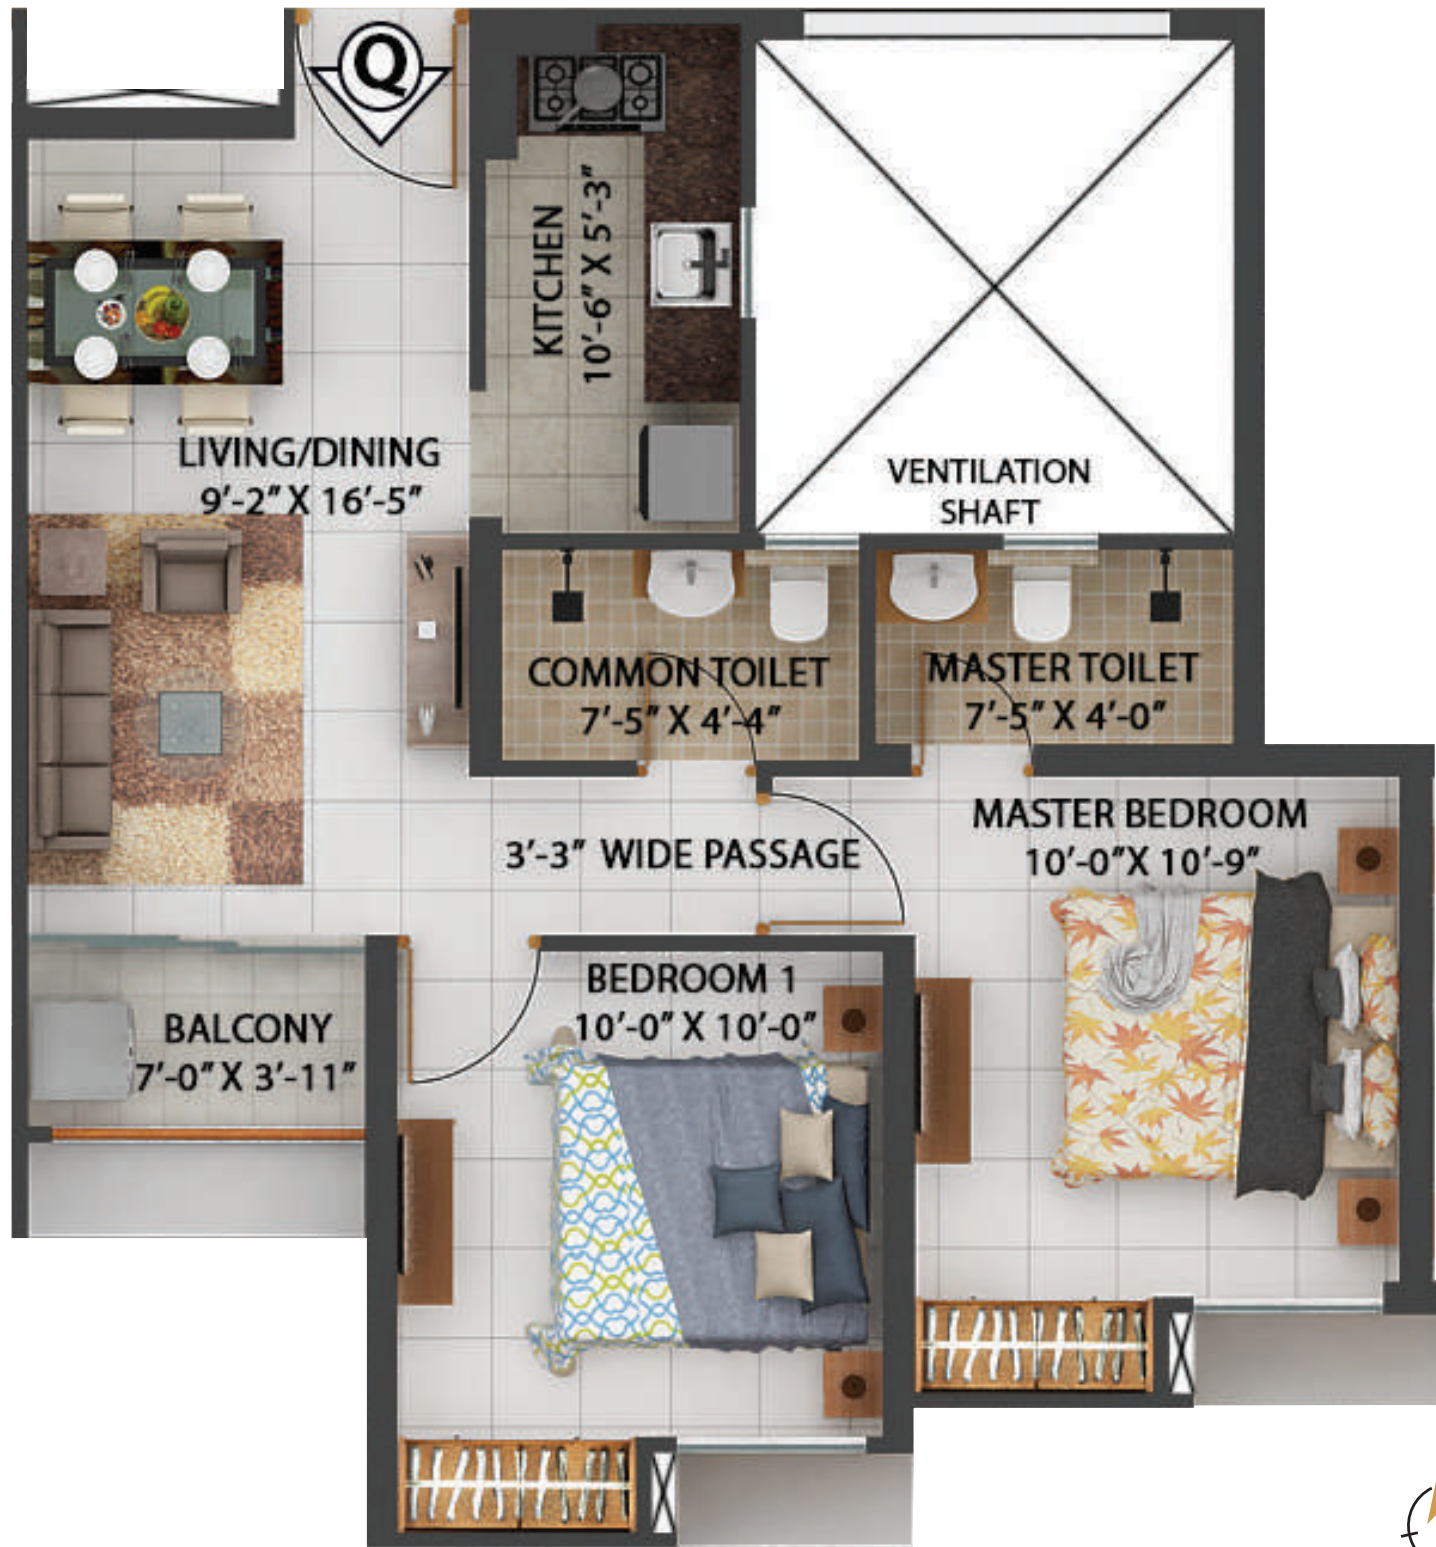 Q
KITCHEN
10'-6" X 5'-3"
LIVING/DINING
9'-2" X 16'-5"
VENTILATION
SHAFT
COMMON TOILET
7'-5" X 4'-4"
MASTER TOILET
7'-5" X 4'-0"
MASTER BEDROOM
10'-0" X 10'-9"
3'-3" WIDE PASSAGE
BEDROOM 1
10'-0" X 10'-0"
BALCONY
7'-0" X 3'-11"